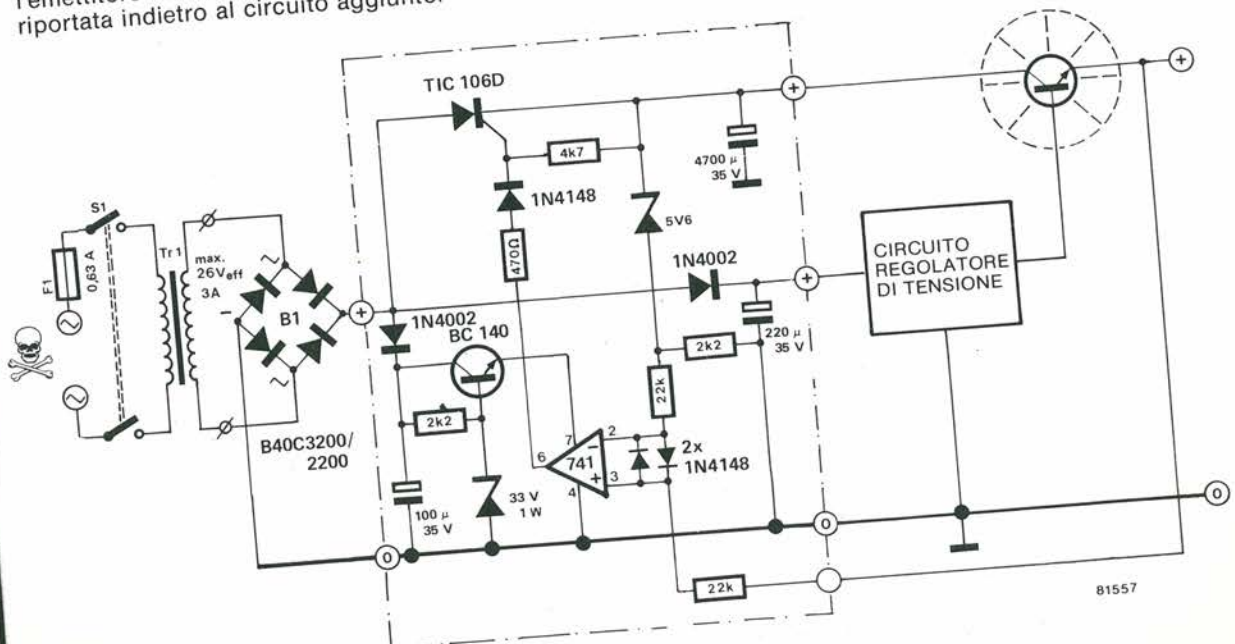 riportata indietro al circuito aggiunto.
TIC 106D
4k7
4700 µ
35 V
1N4148
5V6
470Ω
S1
F1
0,63 A
Tr 1
max.
26Veff
3A
B1
1N4002
CIRCUITO
REGOLATORE
DI TENSIONE
1N4002
BC 140
2k2
220 µ
35 V
22k
2k2
B40C3200/
2200
7
2
6
741
3
4
2x
1N4148
100 µ
35 V
33 V
1 W
0
0
0
22k
81557